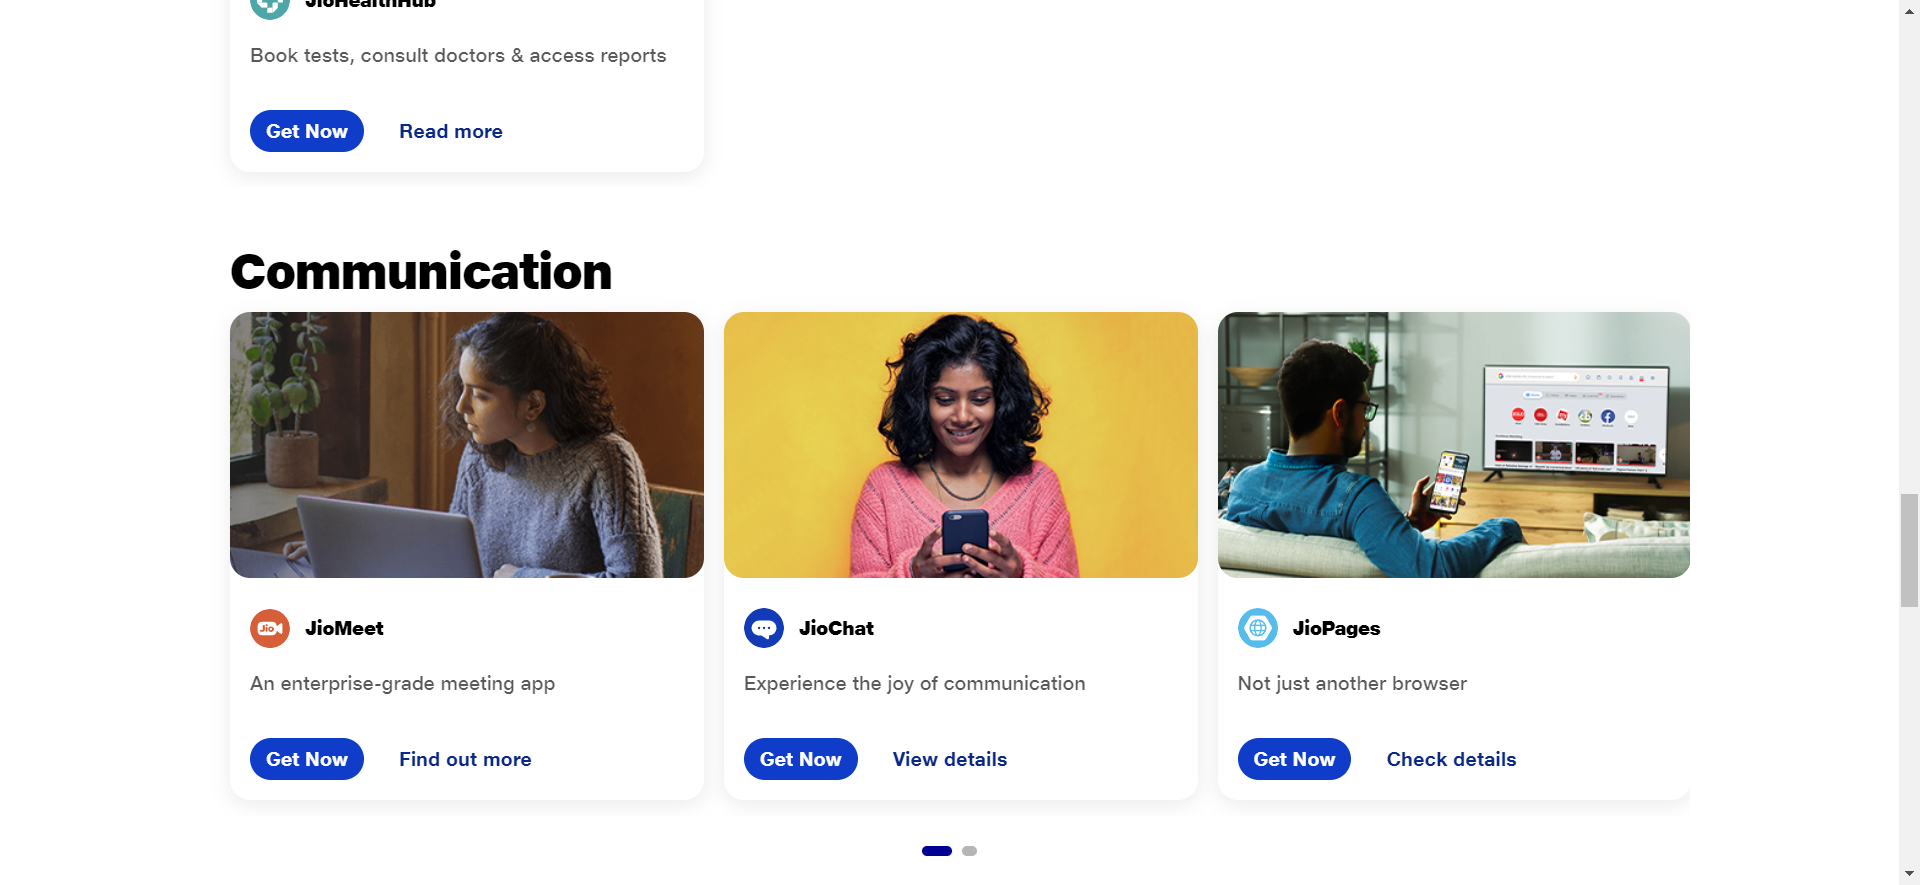 JioHealthHub
Book tests, consult doctors & access reports
Get Now Read more
Communication
JioMeet
An enterprise-grade meeting app
Get Now Find out more
JioChat
Experience the joy of communication
Get Now View details
JioPages
Not just another browser
Get Now Check details